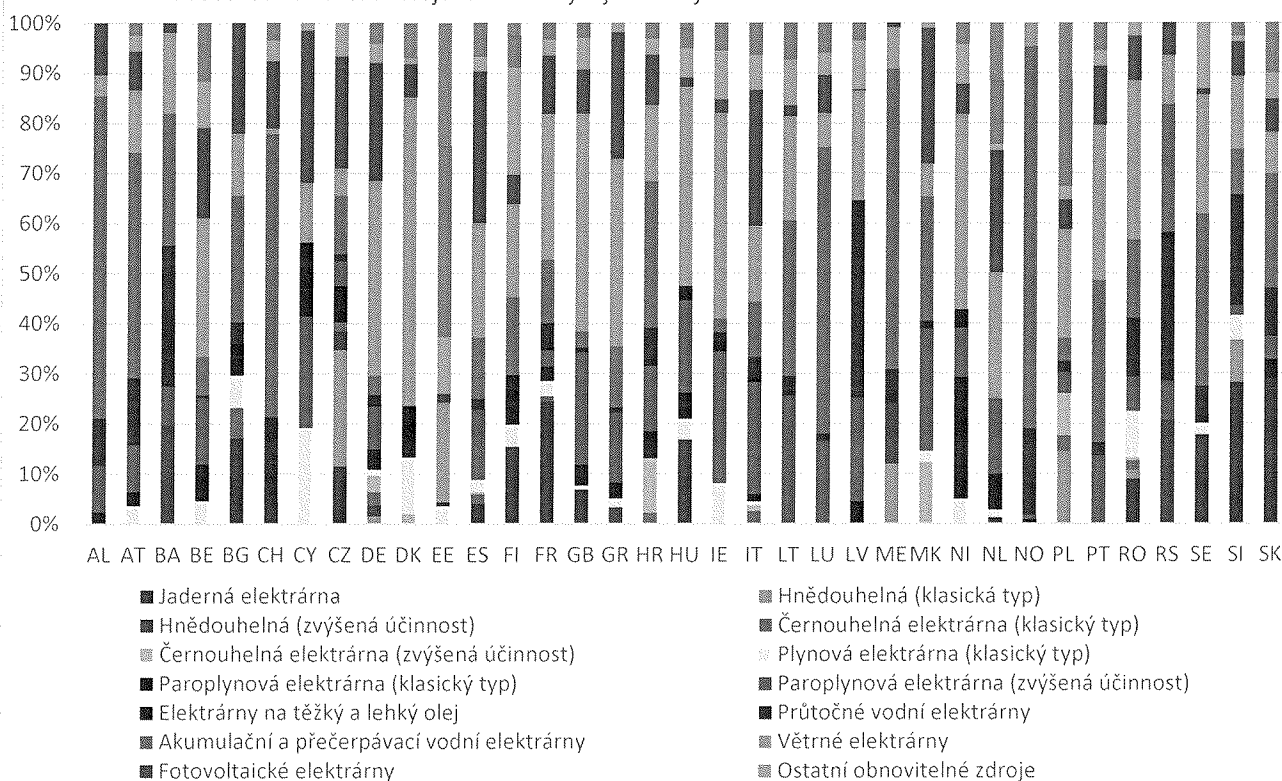 100%
90%
80%
70%
60%
50%
40%
30%
20%
10%
0%
AL AT BA BE BG CH CY CZ DE DK EE ES FI FR GB GR HR HU IE IT LT LU LV ME MK NI NL NO PL PT RO RS SE SI SK
Jaderná elektrárna
Hnědouhelná (klasická typ)
Hnědouhelná (zvýšená účinnost)
Černouhelná elektrárna (klasický typ)
Černouhelná elektrárna (zvýšená účinnost)
Plynová elektrárna (klasický typ)
Paroplynová elektrárna (klasický typ)
Paroplynová elektrárna (zvýšená účinnost)
Elektrárny na těžký a lehký olej
Průtočné vodní elektrárny
Akumulační a přečerpávací vodní elektrárny
Větrné elektrárny
Fotovoltaické elektrárny
Ostatní obnovitelné zdroje